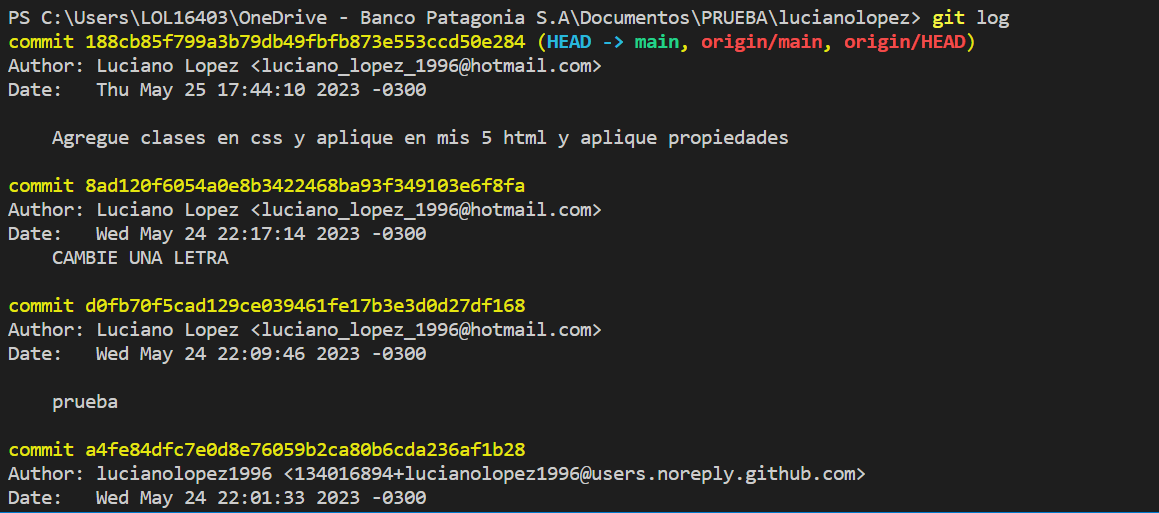 PS C:\Users\LOL16403\OneDrive - Banco Patagonia S.A\Documentos\PRUEBA\lucianolopez> git log
commit 188cb85f799a3b79db49fbfb873e553ccd50e284 (HEAD -> main, origin/main, origin/HEAD)
Author: Luciano Lopez <luciano_lopez_1996@hotmail.com>
Date:   Thu May 25 17:44:10 2023 -0300
    Agregue clases en css y aplique en mis 5 html y aplique propiedades
commit 8ad120f6054a0e8b3422468ba93f349103e6f8fa
Author: Luciano Lopez <luciano_lopez_1996@hotmail.com>
Date:   Wed May 24 22:17:14 2023 -0300
    CAMBIE UNA LETRA
commit d0fb70f5cad129ce039461fe17b3e3d0d27df168
Author: Luciano Lopez <luciano_lopez_1996@hotmail.com>
Date:   Wed May 24 22:09:46 2023 -0300
    prueba
commit a4fe84dfc7e0d8e76059b2ca80b6cda236af1b28
Author: lucianolopez1996 <134016894+lucianolopez1996@users.noreply.github.com>
Date:   Wed May 24 22:01:33 2023 -0300